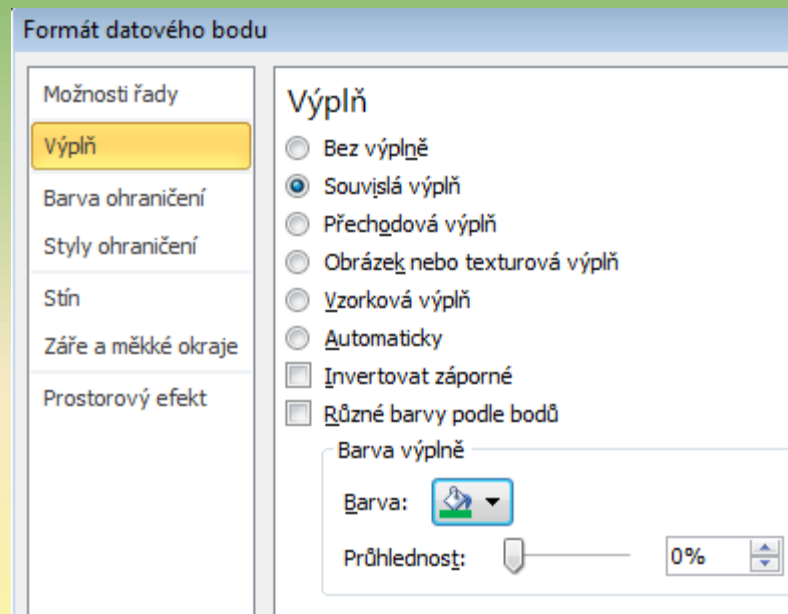 Formát datového bodu
Možnosti řady
Výplň
Barva ohraničení
Styly ohraničení
Stín
Záře a měkké okraje
Prostorový efekt
Výplň
Bez výplně
Souvislá výplň
Přechodová výplň
Obrázek nebo texturová výplň
Vzorková výplň
Automaticky
Invertovat záporné
Různé barvy podle bodů
Barva výplně
Barva:
Průhlednost: 0%